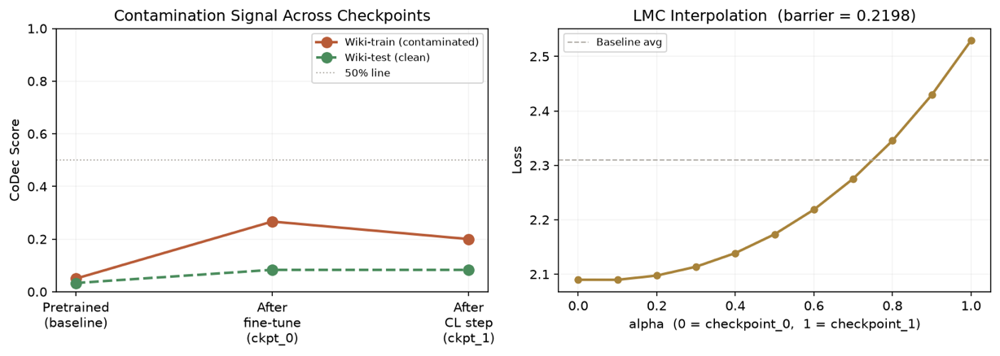 Contamination Signal Across Checkpoints
CoDec Score
1.0
0.8
0.6
0.4
0.2
0.0
Wiki-train (contaminated)
Wiki-test (clean)
50% line
Pretrained
(baseline)
After
fine-tune
(ckpt_0)
After
CL step
(ckpt_1)
LMC Interpolation (barrier = 0.2198)
Loss
2.5
2.4
2.3
2.2
2.1
Baseline avg
0.0 0.2 0.4 0.6 0.8 1.0
alpha (0 = checkpoint_0, 1 = checkpoint_1)